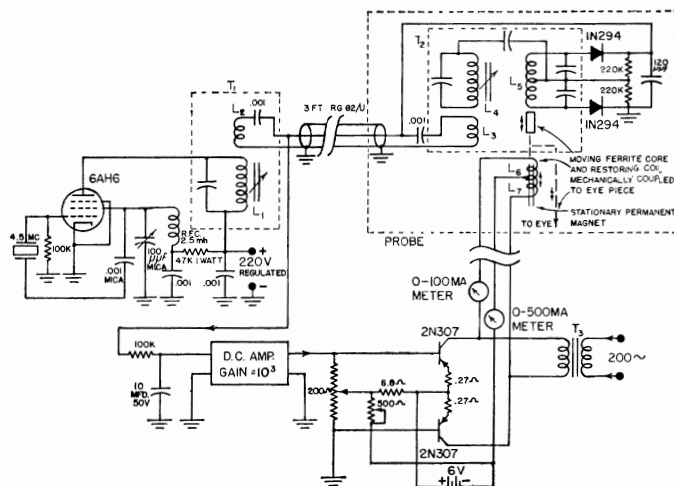 IN294
T2
120
μμf
.001
220K
L5
220K
L4
T1
L2
.001
3 FT RG 62/U
.001
L3
IN294
MOVING FERRITE CORE
AND RESTORING COIL
MECHANICALLY COUPLED
TO EYE PIECE
6AH6
L1
L6
L7
STATIONARY PERMANENT
MAGNET
TO EYE
PROBE
4.5 MC
100K
100
μμF
MICA
R.F.C.
2.5 mh
+
47K 1 WATT
220V
REGULATED
-
.001
MICA
.001
.001
0-100MA
METER
0-500MA
METER
2N307
T3
100K
D.C. AMP.
GAIN = 10³
200~
10
MFD.
50V
200Ω
6.8Ω
500Ω
.27Ω
.27Ω
2N307
6V
+ -